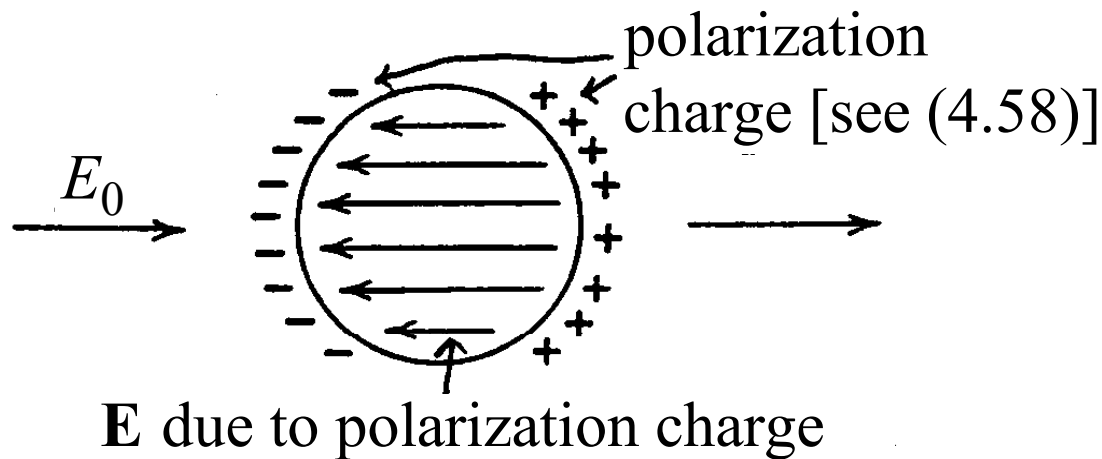 polarization
charge [see (4.58)]
E₀
E due to polarization charge